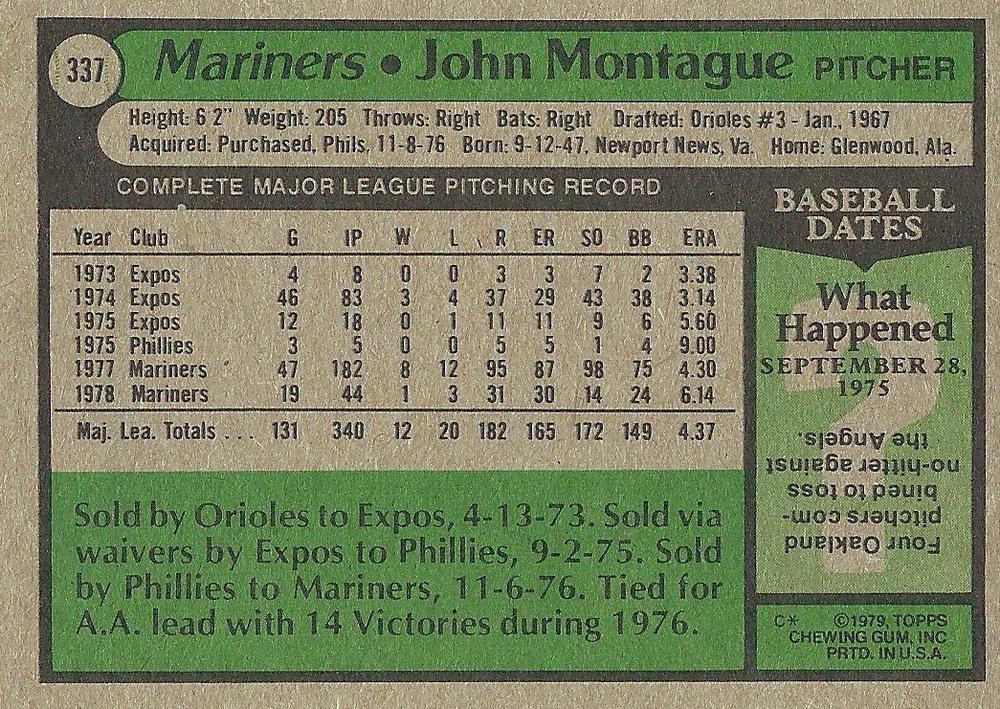 337 Mariners • John Montague PITCHER
Height: 6 2" Weight: 205 Throws: Right Bats: Right Drafted: Orioles #3 - Jan., 1967
Acquired: Purchased, Phils, 11-8-76 Born: 9-12-47, Newport News, Va. Home: Glenwood, Ala.
COMPLETE MAJOR LEAGUE PITCHING RECORD
Year Club G IP W L R ER SO BB ERA
1973 Expos 4 8 0 0 3 3 7 2 3.38
1974 Expos 46 83 3 4 37 29 43 38 3.14
1975 Expos 12 18 0 1 11 11 9 6 5.60
1975 Phillies 3 5 0 0 5 5 1 4 9.00
1977 Mariners 47 182 8 12 95 87 98 75 4.30
1978 Mariners 19 44 1 3 31 30 14 24 6.14
Maj. Lea. Totals ... 131 340 12 20 182 165 172 149 4.37
Sold by Orioles to Expos, 4-13-73. Sold via
waivers by Expos to Phillies, 9-2-75. Sold
by Phillies to Mariners, 11-6-76. Tied for
A.A. lead with 14 Victories during 1976.
BASEBALL
DATES
What
Happened
SEPTEMBER 28,
1975
?
Four Oakland
pitchers com-
bined to toss
no-hitter against
the Angels.
C* ©1979, TOPPS
CHEWING GUM, INC
PRTD. IN U.S.A.